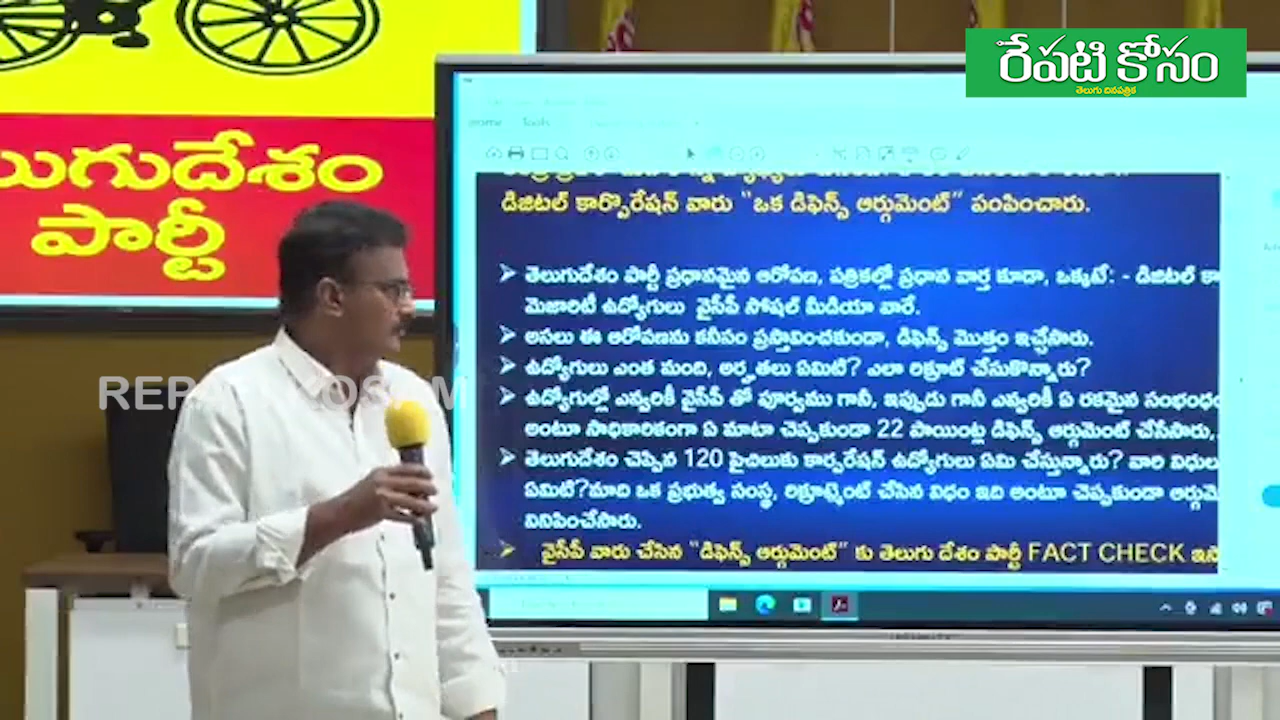 రేపటి కోసం
తెలుగు దినపత్రిక
పార్టీ
Home Tools
డిజిటల్ కార్పొరేషన్ వారు "ఒక డిఫెన్స్ ఆర్గుమెంట్" పంపించారు.
తెలుగుదేశం పార్టీ ప్రధానమైన ఆరోపణ, పత్రికల్లో ప్రధాన వార్త కూడా, ఒక్కటే: - డిజిటల్
మెజారిటీ ఉద్యోగులు వైసీపీ సోషల్ మీడియా వారే.
అసలు ఈ ఆరోపణను కనీసం ప్రస్తావించకుండా, డిఫెన్స్ మొత్తం ఇచ్చేసారు.
ఉద్యోగులు ఎంత మంది, అర్హతలు ఏమిటి? ఎలా రిక్రూట్ చేసుకొన్నారు?
ఉద్యోగుల్లో ఎవ్వరికీ వైసీపీ తో పూర్వము గానీ, ఇప్పుడు గానీ ఎవ్వరికీ ఏ రకమైన
అంటూ సాధికారికంగా ఏ మాటా చెప్పకుండా 22 పాయింట్ల డిఫెన్స్ ఆర్గుమెంట్ చేసేసారు,
తెలుగుదేశం చెప్పిన 120 పైచిలుకు కార్పరేషన్ ఉద్యోగులు ఏమి చేస్తున్నారు? వారి
ఏమిటి?మాది ఒక ప్రభుత్వ సంస్థ, రిక్రూట్మెంట్ చేసిన విధం ఇది అంటూ చెప్పకుండా
వినిపించేసారు.
వైసీపీ వారు చేసిన "డిఫెన్స్ ఆర్గుమెంట్" కు తెలుగు దేశం పార్టీ FACT CHECK